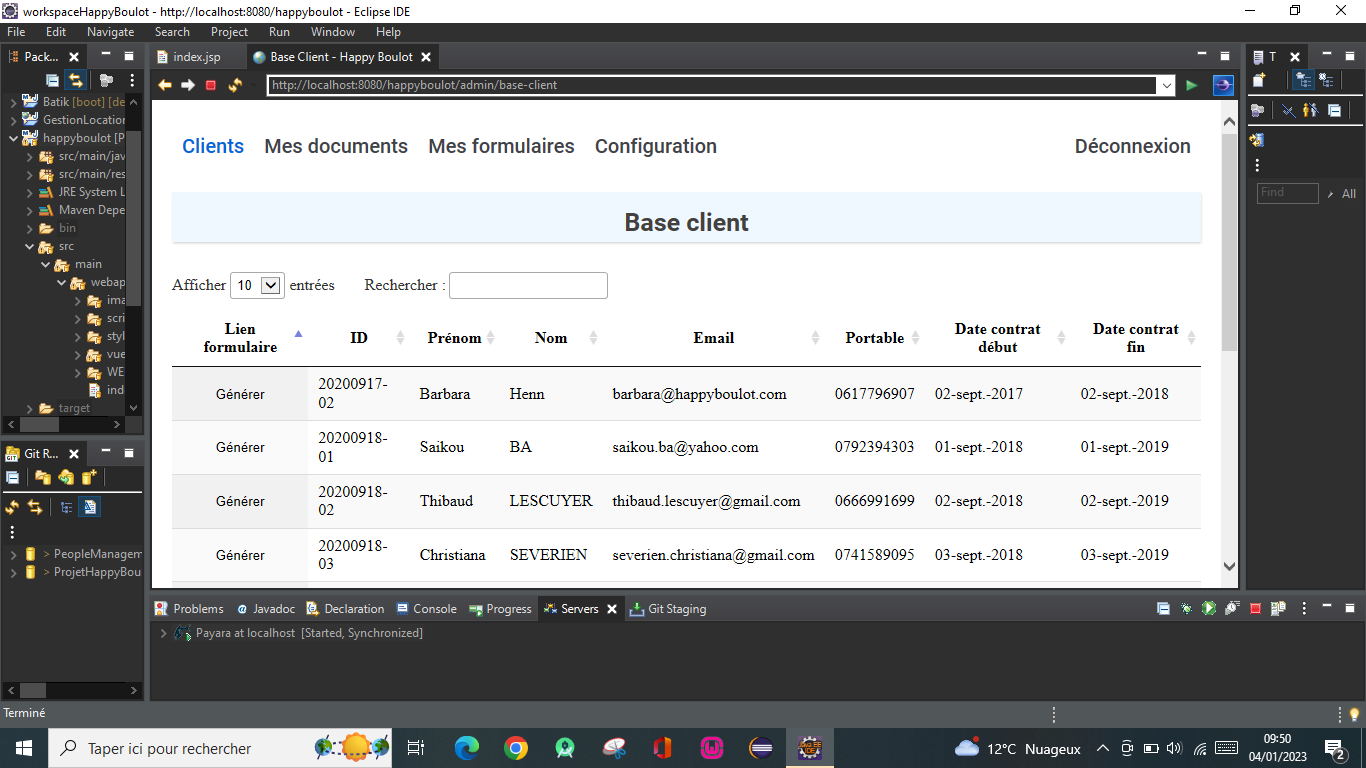 workspaceHappyBoulot - http://localhost:8080/happyboulot - Eclipse IDE
File Edit Navigate Search Project Run Window Help
Pack...
index.jsp
Base Client - Happy Boulot
T
http://localhost:8080/happyboulot/admin/base-client
Batik [boot] [de
GestionLocation
happyboulot [P
src/main/jav
src/main/res
JRE System L
Maven Depe
bin
src
main
webap
ima
scri
styl
vue
WE
ind
target
Clients Mes documents Mes formulaires Configuration Déconnexion
Base client
Afficher 10 entrées Rechercher :
Lien formulaire ID Prénom Nom Email Portable Date contrat début Date contrat fin
Générer 20200917-02 Barbara Henn barbara@happyboulot.com 0617796907 02-sept.-2017 02-sept.-2018
Générer 20200918-01 Saikou BA saikou.ba@yahoo.com 0792394303 01-sept.-2018 01-sept.-2019
Générer 20200918-02 Thibaud LESCUYER thibaud.lescuyer@gmail.com 0666991699 02-sept.-2018 02-sept.-2019
Générer 20200918-03 Christiana SEVERIEN severien.christiana@gmail.com 0741589095 03-sept.-2018 03-sept.-2019
Find All
GIT
Git R...
> PeopleManagem
> ProjetHappyBou
Problems @ Javadoc Declaration Console Progress Servers Git Staging
Payara at localhost [Started, Synchronized]
Terminé
Taper ici pour rechercher
12°C Nuageux
09:50
04/01/2023
2